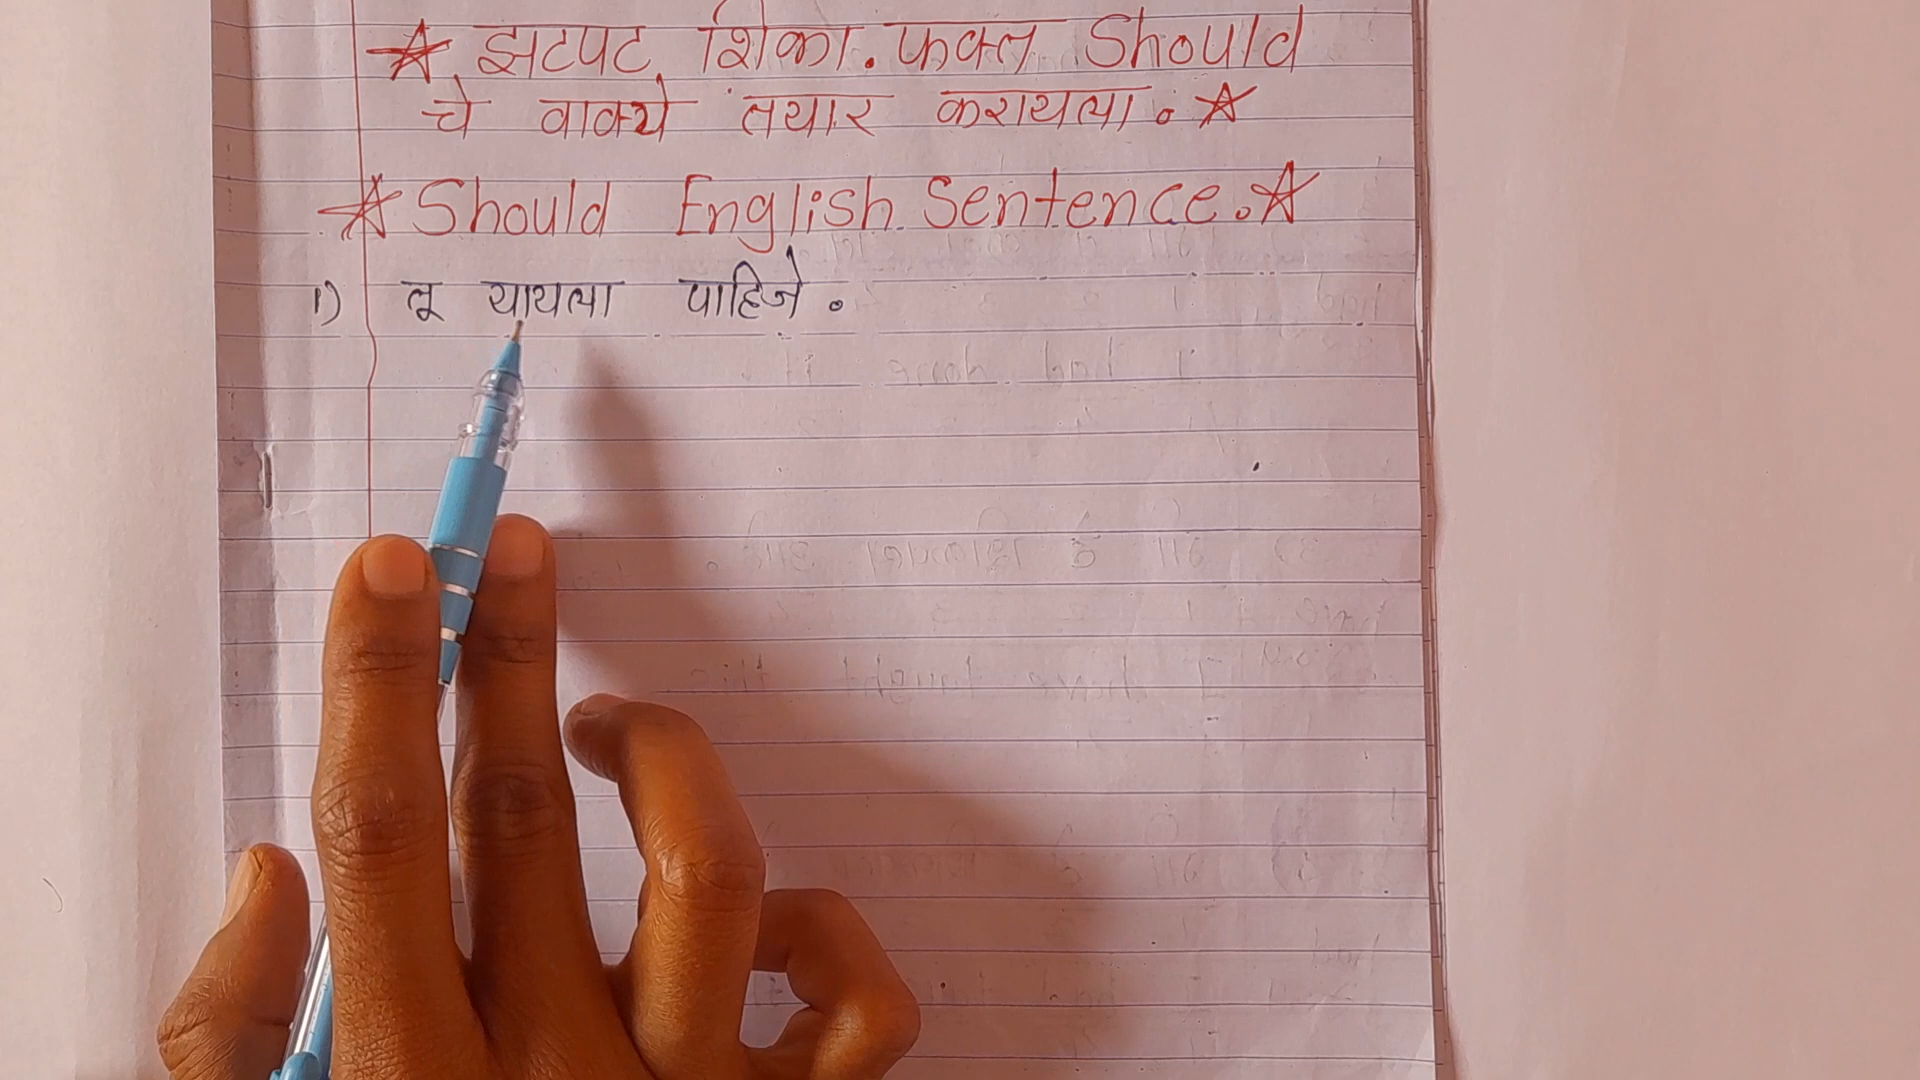 ★ झटपट शिका. फक्त Should
चे वाक्ये तयार करायला. ★
★ Should English Sentence. ★
1) तू यायला पाहिजे.